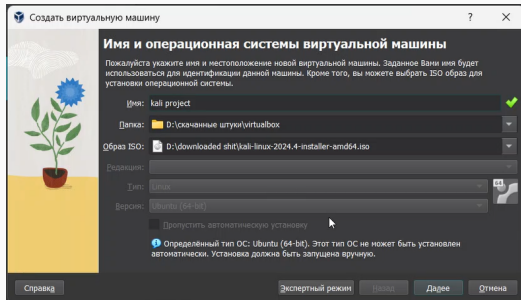 Создать виртуальную машину
?
Имя и операционная системы виртуальной машины
Пожалуйста укажите имя и местоположение новой виртуальной машины. Заданное Вами имя будет
использоваться для идентификации данной машины. Кроме того, вы можете выбрать ISO образ для
установки операционной системы.
Имя: kali project
Папка: D:\скачанные штуки\virtualbox
Образ ISO: D:\downloaded shit\kali-linux-2024.4-installer-amd64.iso
Редакция:
Тип: Linux
64
Версия: Ubuntu (64-bit)
Пропустить автоматическую установку
Определённый тип ОС: Ubuntu (64-bit). Этот тип ОС не может быть установлен
автоматически. Установка должна быть запущена вручную.
Справка Экспертный режим Назад Далее Отмена